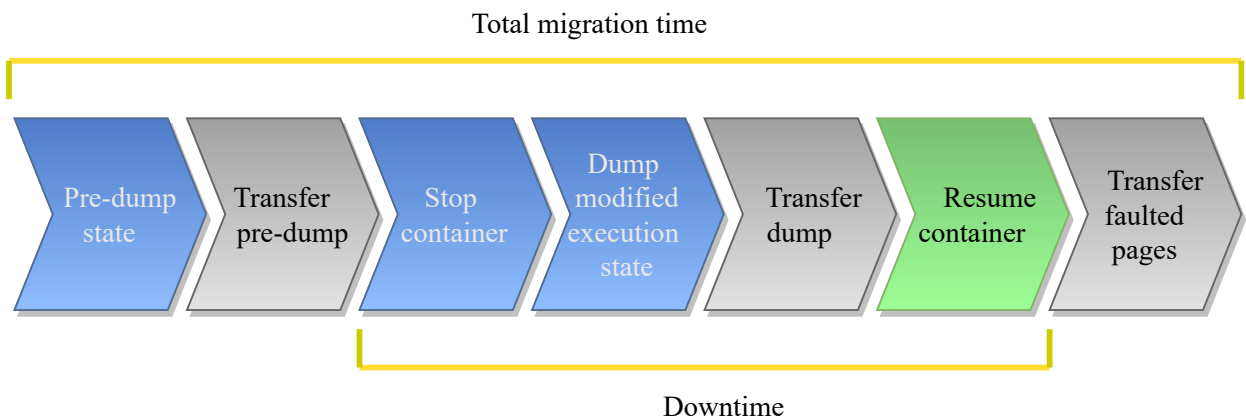 Total migration time
Pre-dump
state
Transfer
pre-dump
Stop
container
Dump
modified
execution
state
Transfer
dump
Resume
container
Transfer
faulted
pages
Downtime